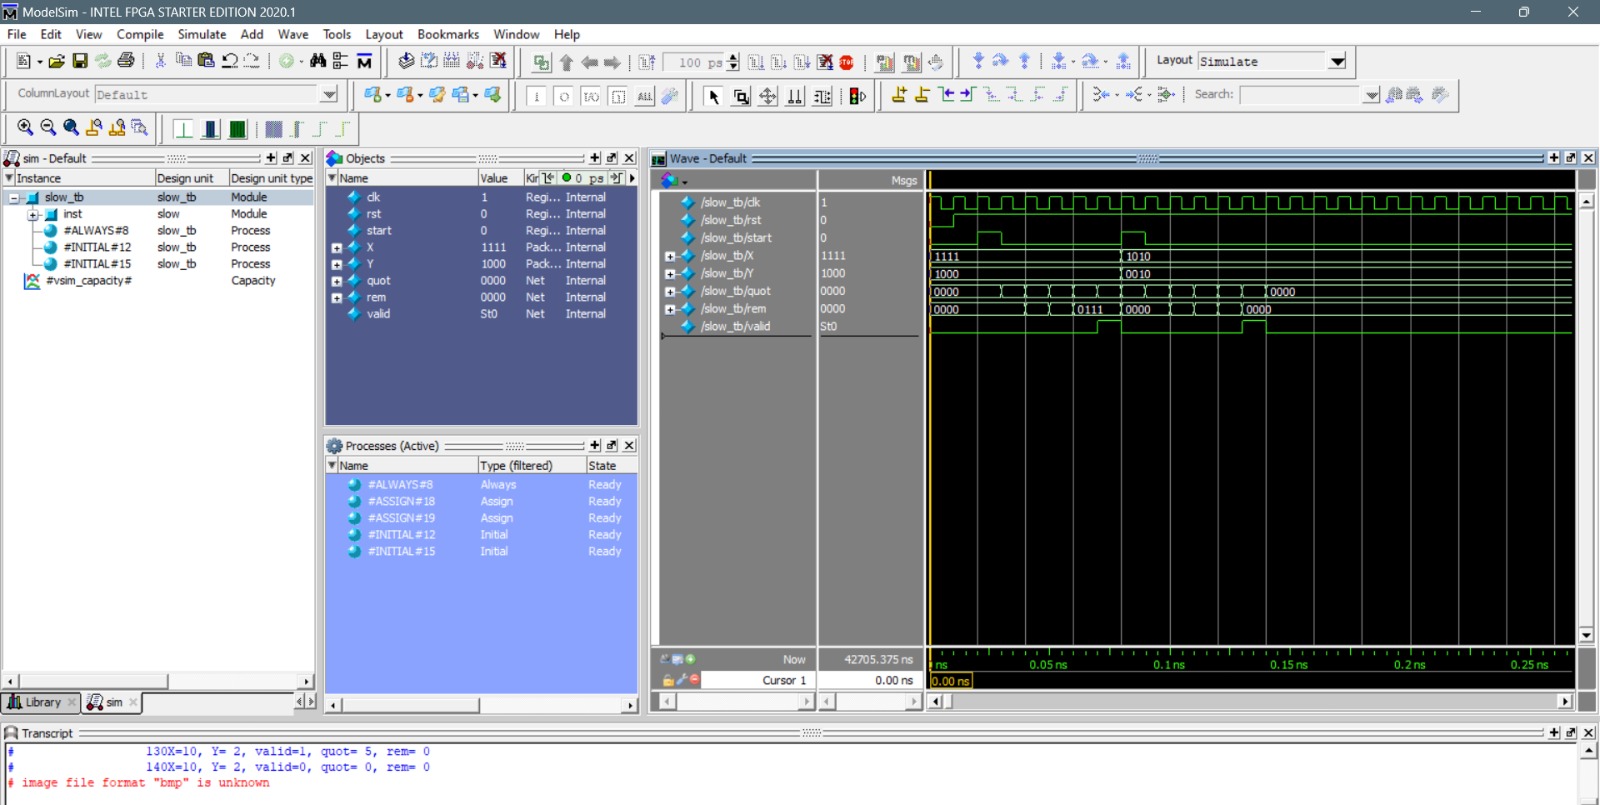 ModelSim - INTEL FPGA STARTER EDITION 2020.1
File Edit View Compile Simulate Add Wave Tools Layout Bookmarks Window Help
100 ps
Layout Simulate
ColumnLayout Default
ALL
Search:
sim - Default
Instance Design unit Design unit type
slow_tb slow_tb Module
inst slow Module
#ALWAYS#8 slow_tb Process
#INITIAL#12 slow_tb Process
#INITIAL#15 slow_tb Process
#vsim_capacity# Capacity
Library sim
Objects
Name Value Kir 0 ps
clk 1 Regi... Internal
rst 0 Regi... Internal
start 0 Regi... Internal
X 1111 Pack... Internal
Y 1000 Pack... Internal
quot 0000 Net Internal
rem 0000 Net Internal
valid St0 Net Internal
Processes (Active)
Name Type (filtered) State
#ALWAYS#8 Always Ready
#ASSIGN#18 Assign Ready
#ASSIGN#19 Assign Ready
#INITIAL#12 Initial Ready
#INITIAL#15 Initial Ready
Wave - Default
Msgs
/slow_tb/clk 1
/slow_tb/rst 0
/slow_tb/start 0
/slow_tb/X 1111 1111 1010
/slow_tb/Y 1000 1000 0010
/slow_tb/quot 0000 0000 0000
/slow_tb/rem 0000 0000 0111 0000 0000
/slow_tb/valid St0
Now 42705.375 ns ns 0.05 ns 0.1 ns 0.15 ns 0.2 ns 0.25 ns
Cursor 1 0.00 ns 0.00 ns
Transcript
# 130X=10, Y= 2, valid=1, quot= 5, rem= 0
# 140X=10, Y= 2, valid=0, quot= 0, rem= 0
# image file format "bmp" is unknown